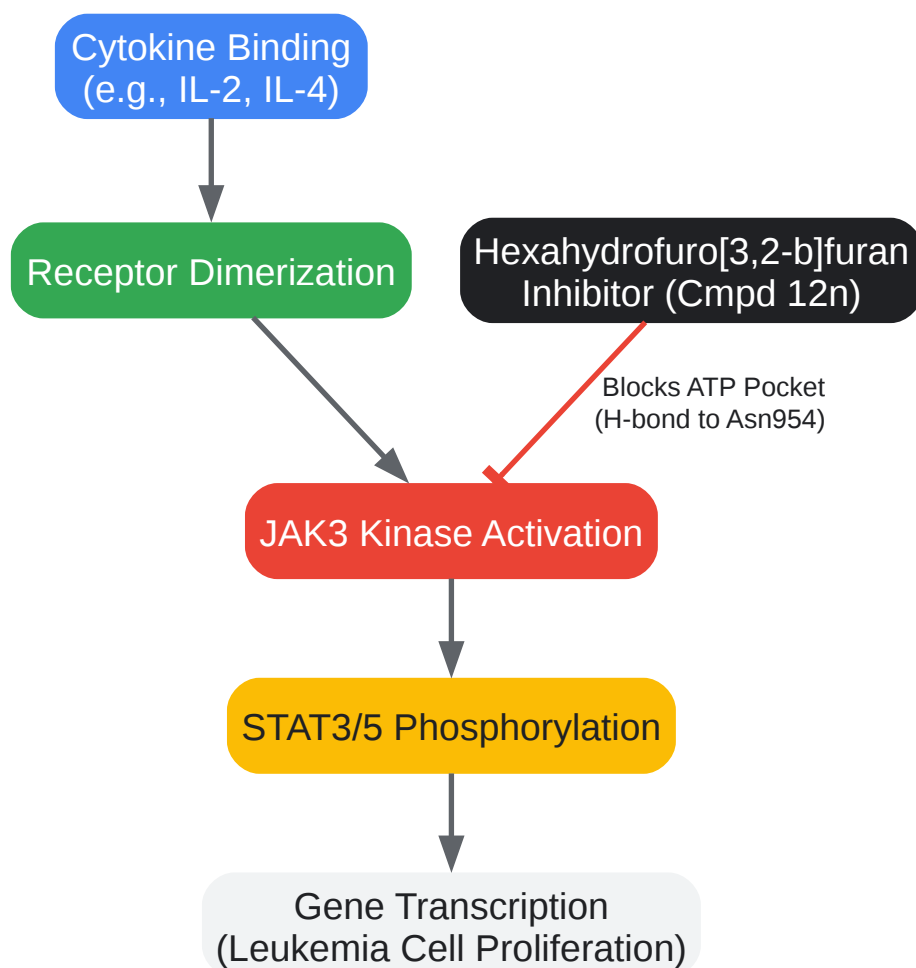 Cytokine Binding
(e.g., IL-2, IL-4)
Receptor Dimerization
Hexahydrofuro[3,2-b]furan
Inhibitor (Cmpd 12n)
Blocks ATP Pocket
(H-bond to Asn954)
JAK3 Kinase Activation
STAT3/5 Phosphorylation
Gene Transcription
(Leukemia Cell Proliferation)